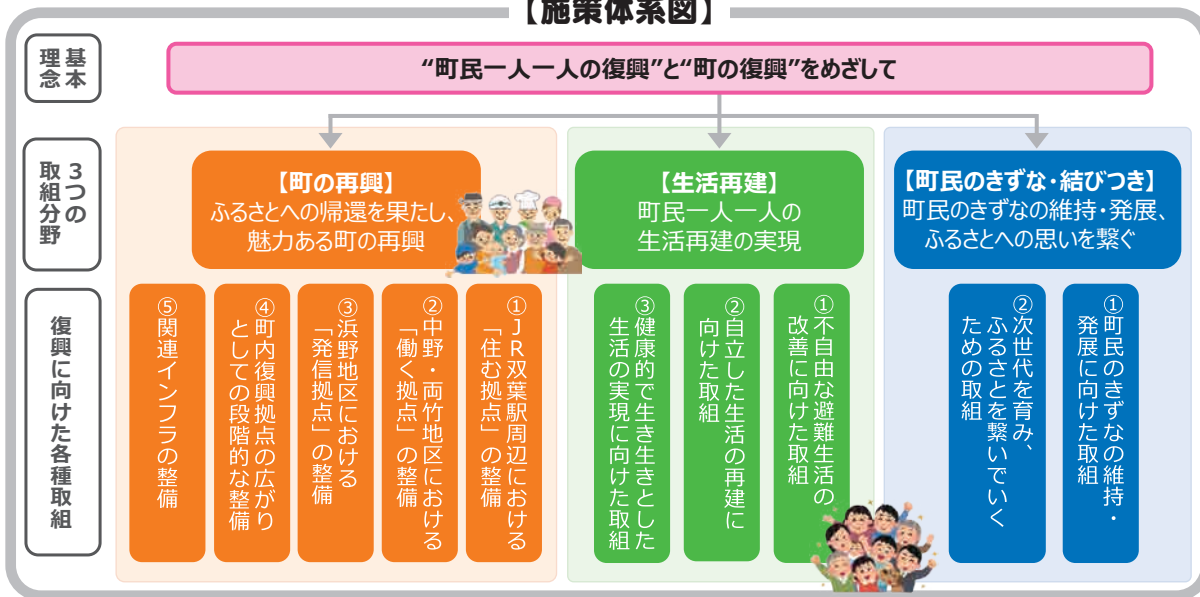 【施策体系図】
基本
理念
“町民一人一人の復興”と“町の復興”をめざして
3つの
取組分野
【町の再興】
ふるさとへの帰還を果たし、
魅力ある町の再興
【生活再建】
町民一人一人の
生活再建の実現
【町民のきずな・結びつき】
町民のきずなの維持・発展、
ふるさとへの思いを繋ぐ
復興に向けた各種取組
①JR双葉駅周辺における
「住む拠点」の整備
②中野・両竹地区における
「働く拠点」の整備
③浜野地区における
「発信拠点」の整備
④町内復興拠点の広がり
としての段階的な整備
⑤関連インフラの整備
①不自由な避難生活の
改善に向けた取組
②自立した生活の再建に
向けた取組
③健康的で生き生きとした
生活の実現に向けた取組
①町民のきずなの維持・
発展に向けた取組
②次世代を育み、
ふるさとを繋いでいく
ための取組